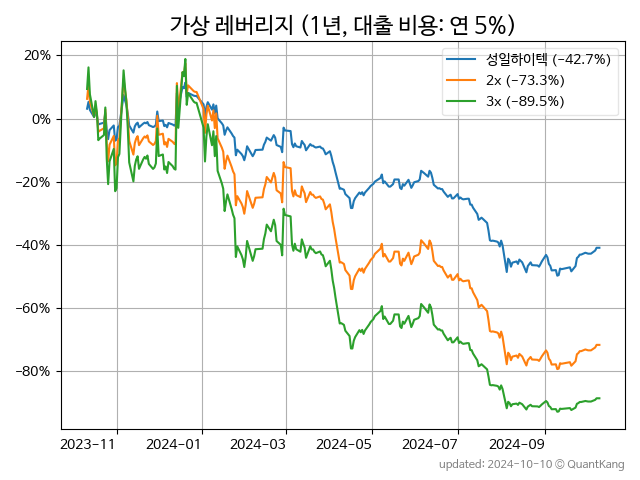 가상 레버리지 (1년, 대출 비용: 연 5%)
성일하이텍 (−42.7%)
2x (−73.3%)
3x (−89.5%)
20%
0%
−20%
−40%
−60%
−80%
2023-11 2024-01 2024-03 2024-05 2024-07 2024-09
updated: 2024-10-10 © QuantKang